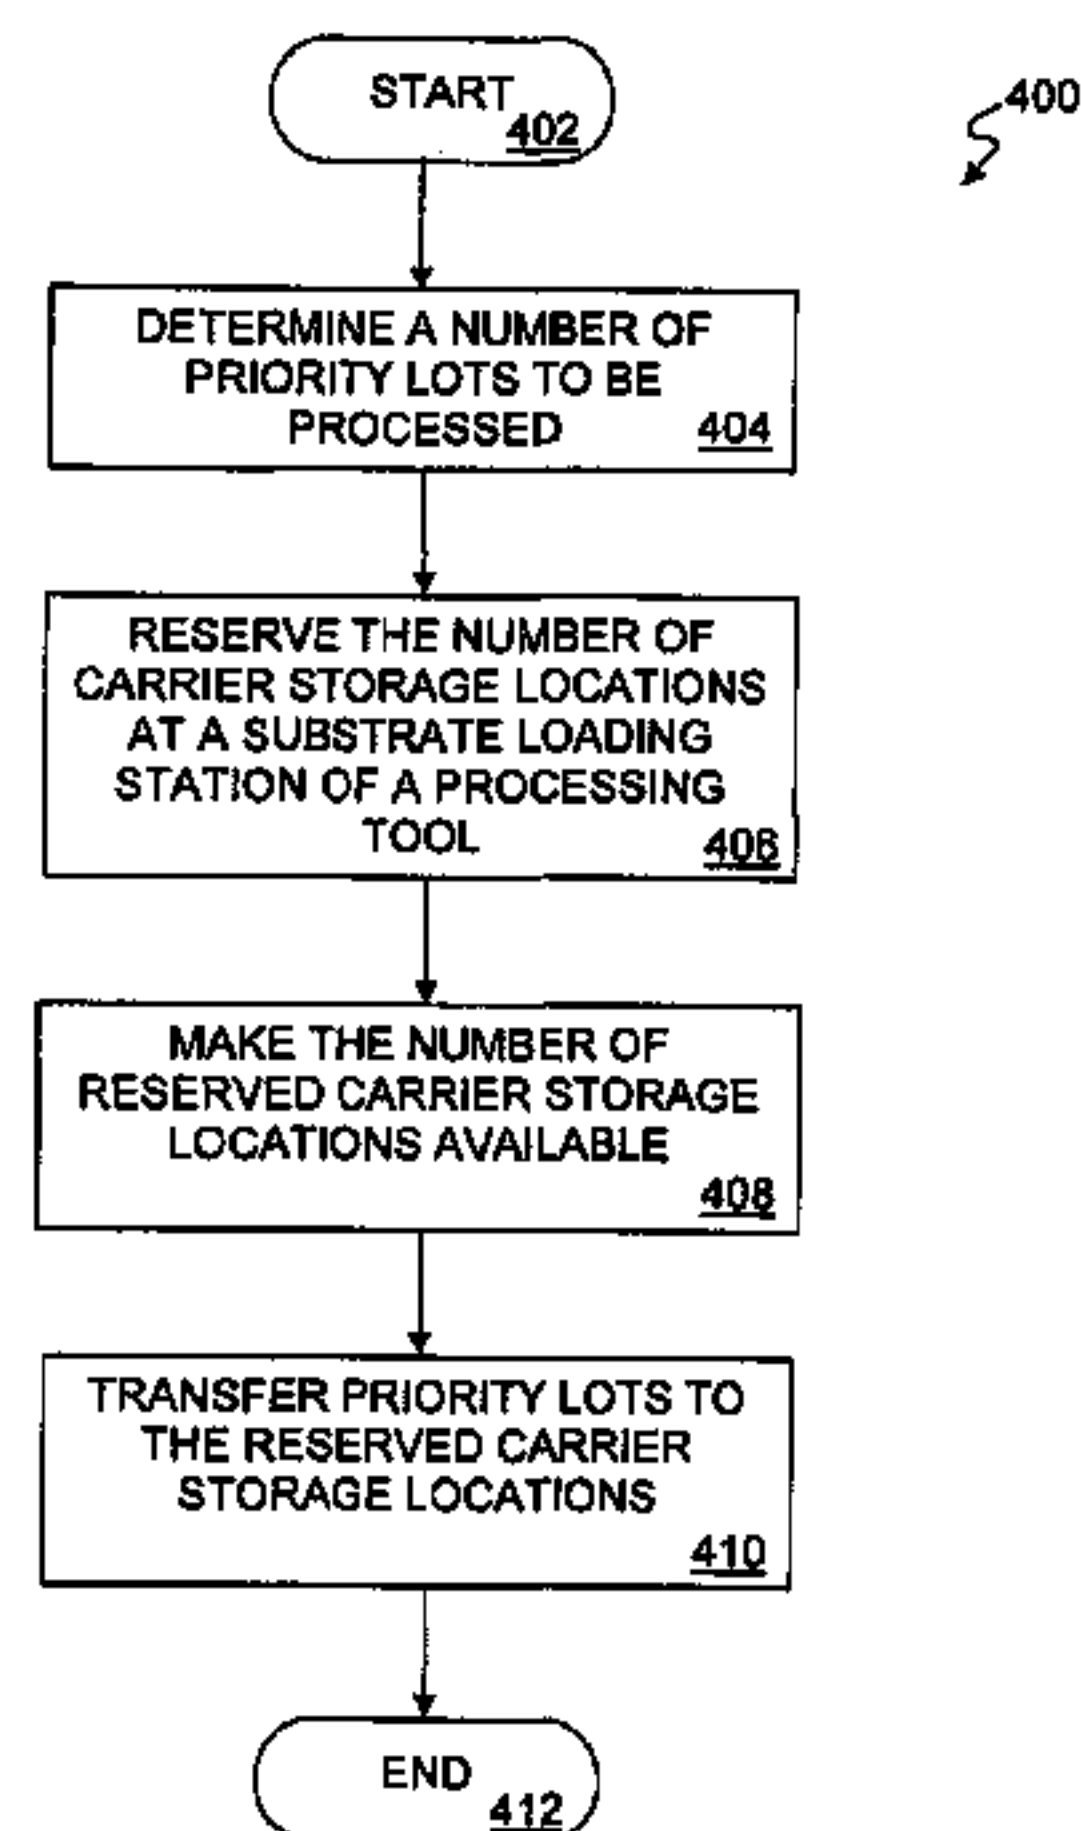 START
402
400
DETERMINE A NUMBER OF
PRIORITY LOTS TO BE
PROCESSED
404
RESERVE THE NUMBER OF
CARRIER STORAGE LOCATIONS
AT A SUBSTRATE LOADING
STATION OF A PROCESSING
TOOL
406
MAKE THE NUMBER OF
RESERVED CARRIER STORAGE
LOCATIONS AVAILABLE
408
TRANSFER PRIORITY LOTS TO
THE RESERVED CARRIER
STORAGE LOCATIONS
410
END
412